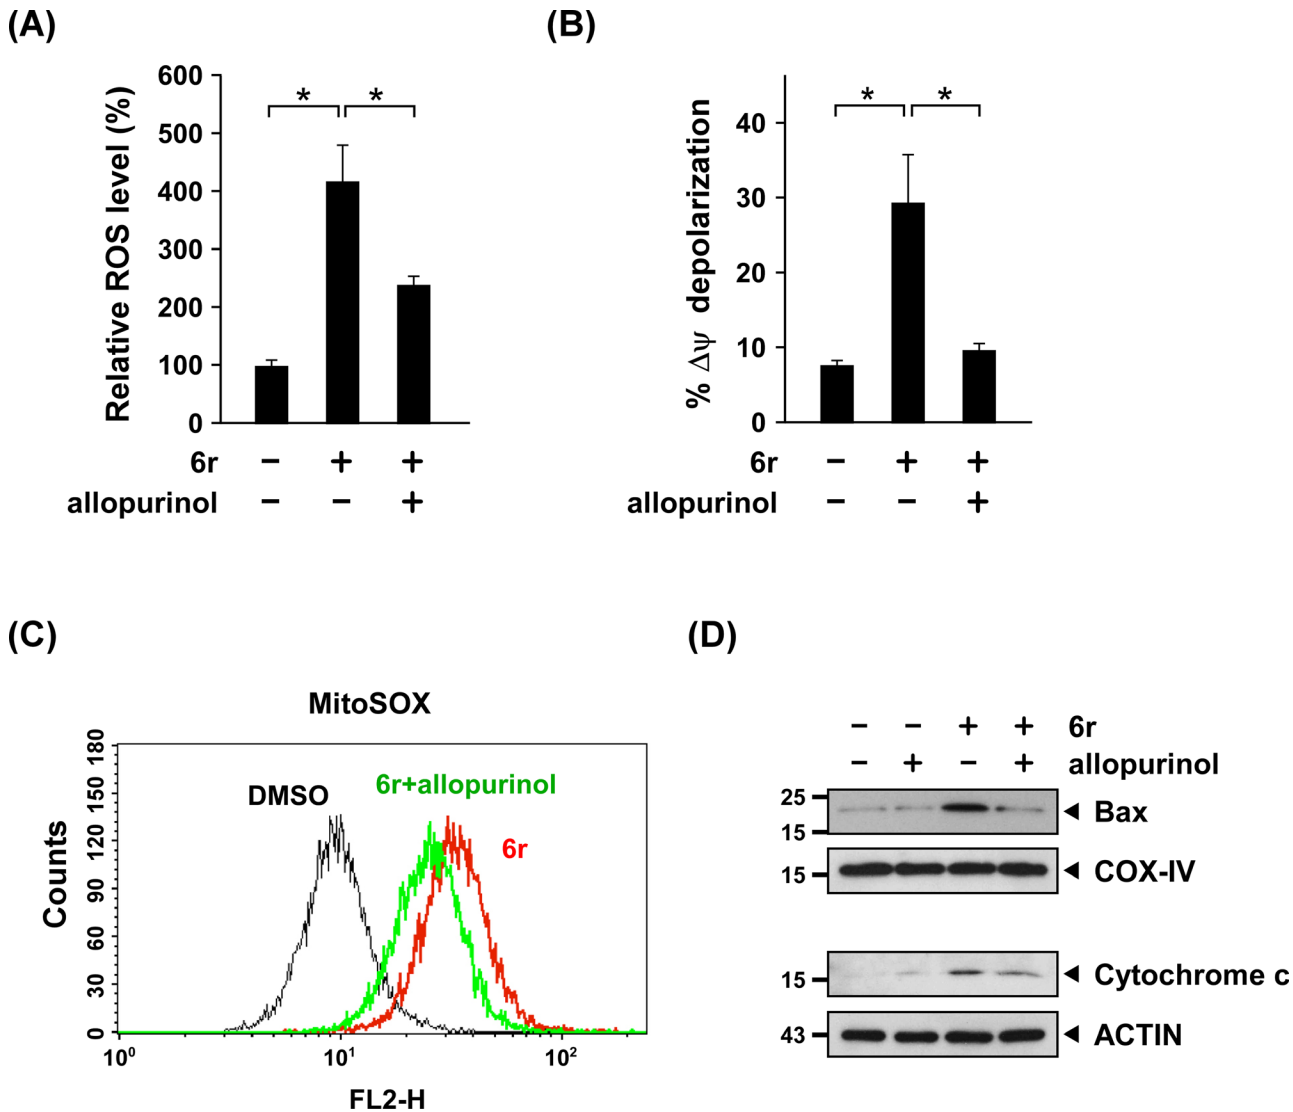 (A)
Relative ROS level (%)
600
500
400
300
200
100
0
* *
6r − + +
allopurinol − − +
(B)
% Δψ depolarization
40
30
20
10
0
* *
6r − + +
allopurinol − − +
(C)
MitoSOX
Counts
180
150
120
90
60
30
0
DMSO
6r+allopurinol
6r
10⁰ 10¹ 10²
FL2-H
(D)
− − + + 6r
− + − + allopurinol
25
15
Bax
15 COX-IV
15 Cytochrome c
43 ACTIN